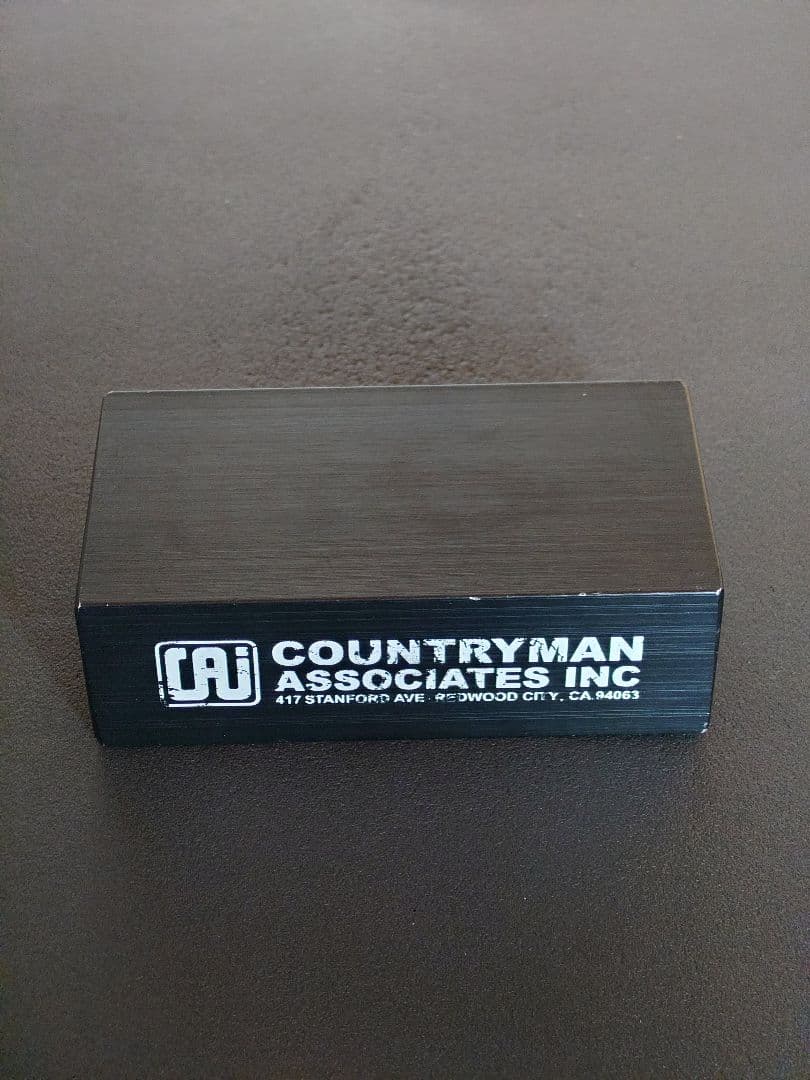 CAi COUNTRYMAN
ASSOCIATES INC
417 STANFORD AVE · REDWOOD CITY, CA.94063